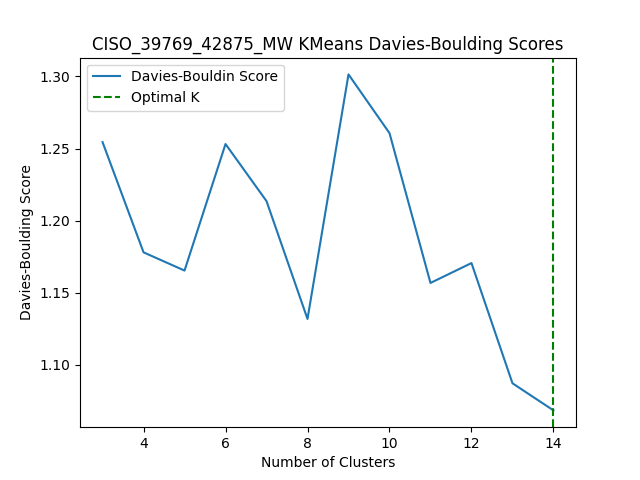 CISO_39769_42875_MW KMeans Davies-Boulding Scores
Davies-Bouldin Score
Optimal K
Davies-Boulding Score
1.30
1.25
1.20
1.15
1.10
4 6 8 10 12 14
Number of Clusters